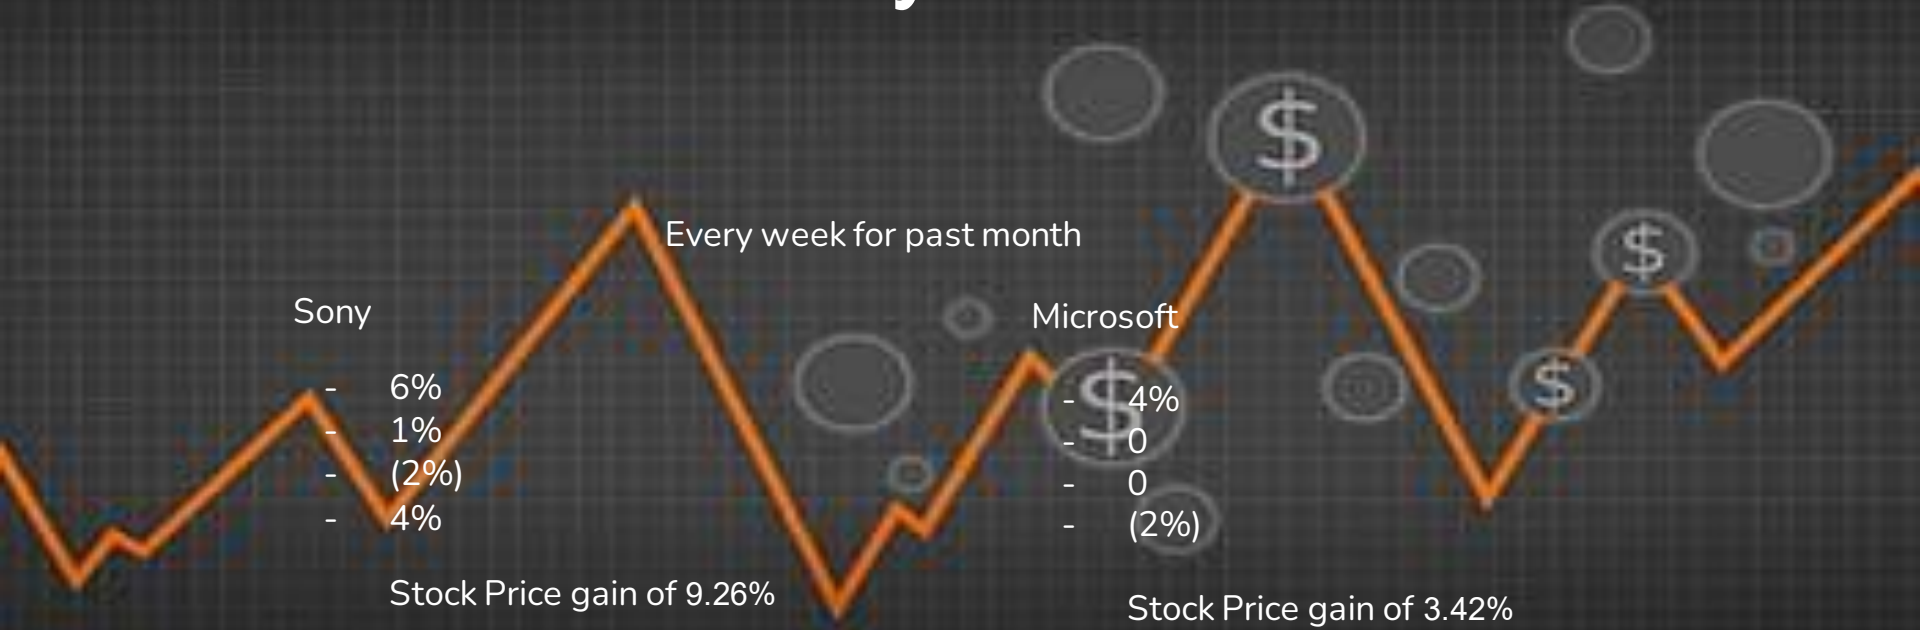 Every week for past month
Sony
- 6%
- 1%
- (2%)
- 4%
Stock Price gain of 9.26%
Microsoft
- 4%
- 0
- 0
- (2%)
Stock Price gain of 3.42%
$
$
$
$